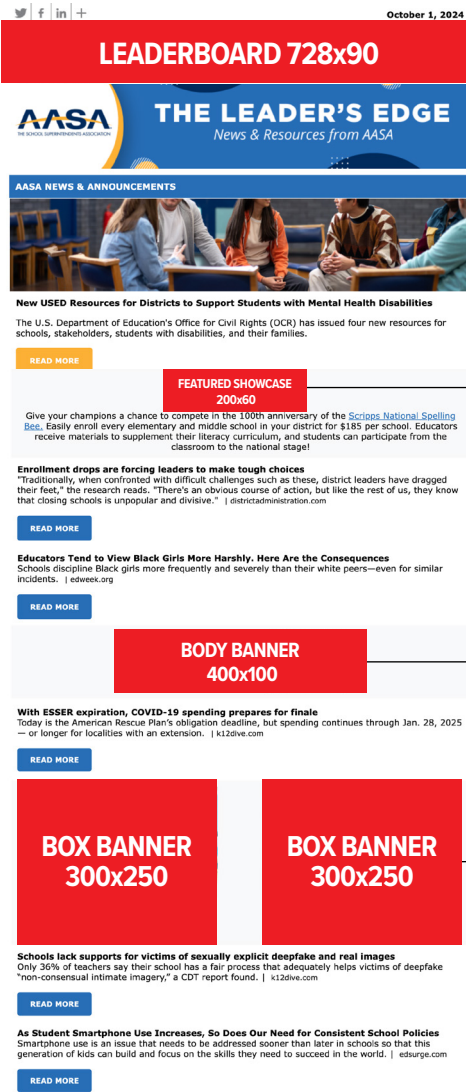 October 1, 2024
LEADERBOARD 728x90
AASA
THE SCHOOL SUPERINTENDENTS ASSOCIATION
THE LEADER'S EDGE
News & Resources from AASA
AASA NEWS & ANNOUNCEMENTS
New USED Resources for Districts to Support Students with Mental Health Disabilities
The U.S. Department of Education's Office for Civil Rights (OCR) has issued four new resources for
schools, stakeholders, students with disabilities, and their families.
READ MORE
FEATURED SHOWCASE
200x60
Give your champions a chance to compete in the 100th anniversary of the Scripps National Spelling
Bee. Easily enroll every elementary and middle school in your district for $185 per school. Educators
receive materials to supplement their literacy curriculum, and students can participate from the
classroom to the national stage!
Enrollment drops are forcing leaders to make tough choices
"Traditionally, when confronted with difficult challenges such as these, district leaders have dragged
their feet," the research reads. "There's an obvious course of action, but like the rest of us, they know
that closing schools is unpopular and divisive." | districtadministration.com
READ MORE
Educators Tend to View Black Girls More Harshly. Here Are the Consequences
Schools discipline Black girls more frequently and severely than their white peers—even for similar
incidents. | edweek.org
READ MORE
BODY BANNER
400x100
With ESSER expiration, COVID-19 spending prepares for finale
Today is the American Rescue Plan's obligation deadline, but spending continues through Jan. 28, 2025
— or longer for localities with an extension. | k12dive.com
READ MORE
BOX BANNER
300x250
BOX BANNER
300x250
Schools lack supports for victims of sexually explicit deepfake and real images
Only 36% of teachers say their school has a fair process that adequately helps victims of deepfake
"non-consensual intimate imagery," a CDT report found. | k12dive.com
READ MORE
As Student Smartphone Use Increases, So Does Our Need for Consistent School Policies
Smartphone use is an issue that needs to be addressed sooner than later in schools so that this
generation of kids can build and focus on the skills they need to succeed in the world. | edsurge.com
READ MORE